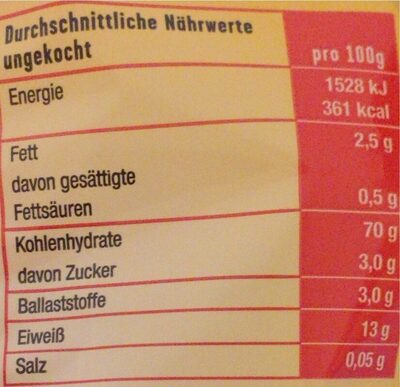 Durchschnittliche Nährwerte
ungekocht pro 100g
Energie 1528 kJ
361 kcal
Fett 2,5 g
davon gesättigte
Fettsäuren 0,5 g
Kohlenhydrate 70 g
davon Zucker 3,0 g
Ballaststoffe 3,0 g
Eiweiß 13 g
Salz 0,05 g